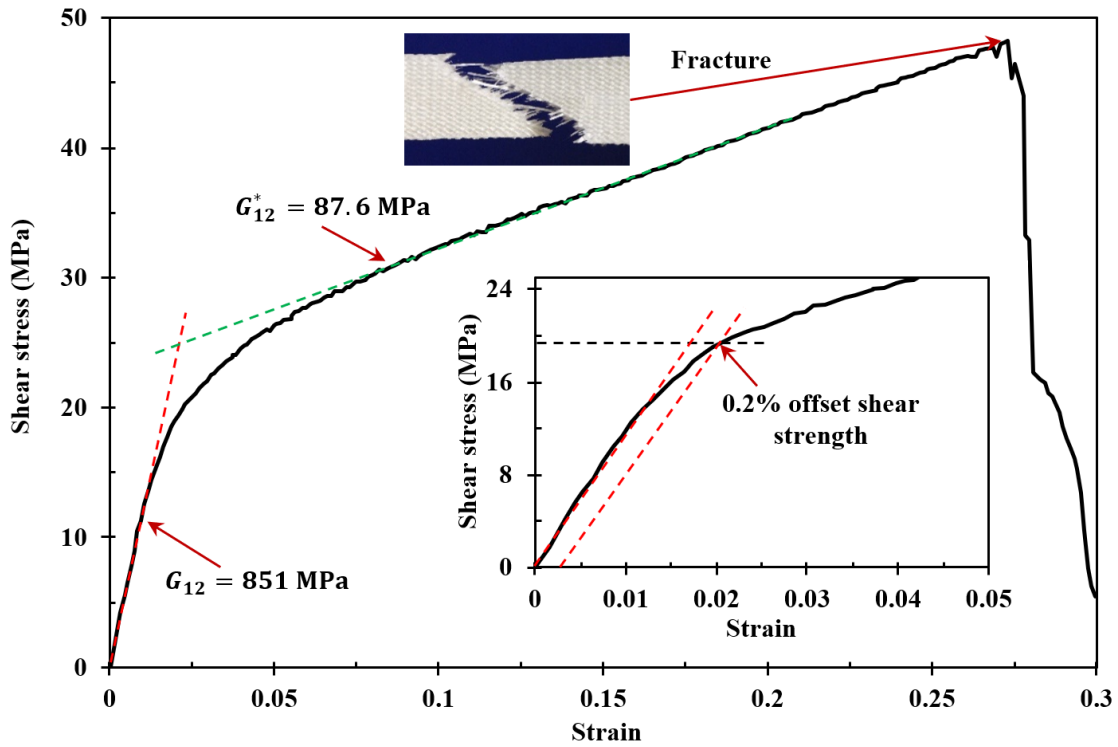 50
40
30
20
10
0
Shear stress (MPa)
0
0.05
0.1
0.15
0.2
0.25
0.3
Strain
Fracture
G*12 = 87.6 MPa
G12 = 851 MPa
24
16
8
0
Shear stress (MPa)
0.2% offset shear
strength
0
0.01
0.02
0.03
0.04
0.05
Strain